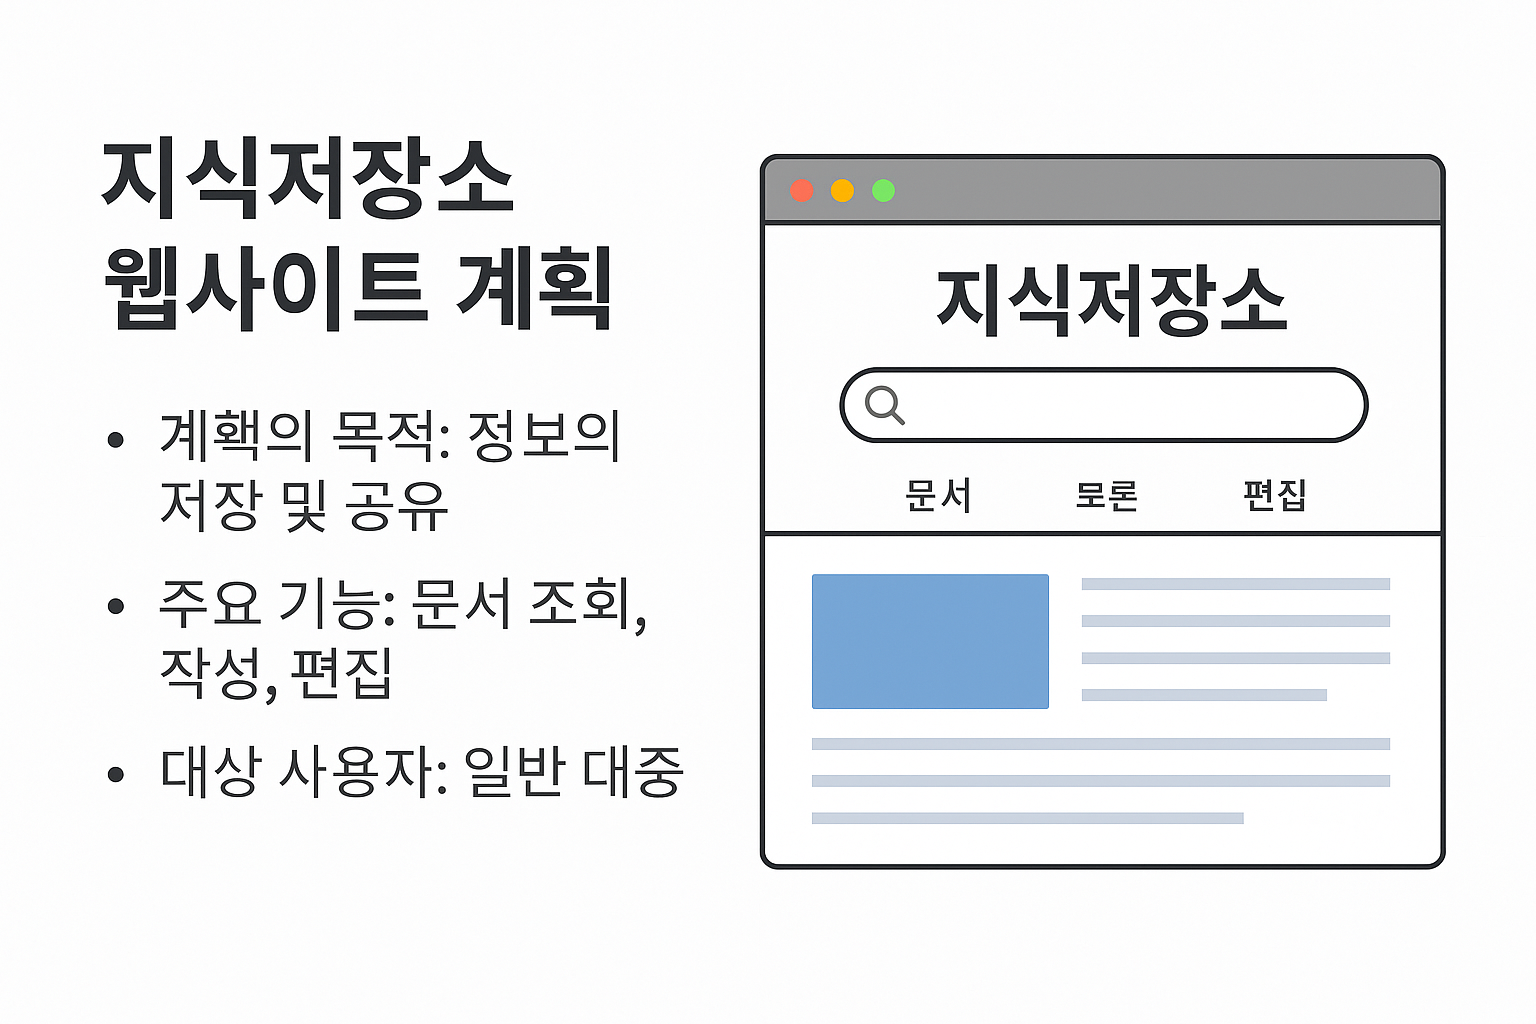 지식저장소
웹사이트 계획
• 계홱의 목적: 정보의
저장 및 공유
• 주요 기능: 문서 조회,
작성, 편집
• 대상 사용자: 일반 대중
지식저장소
문서 토론 편집